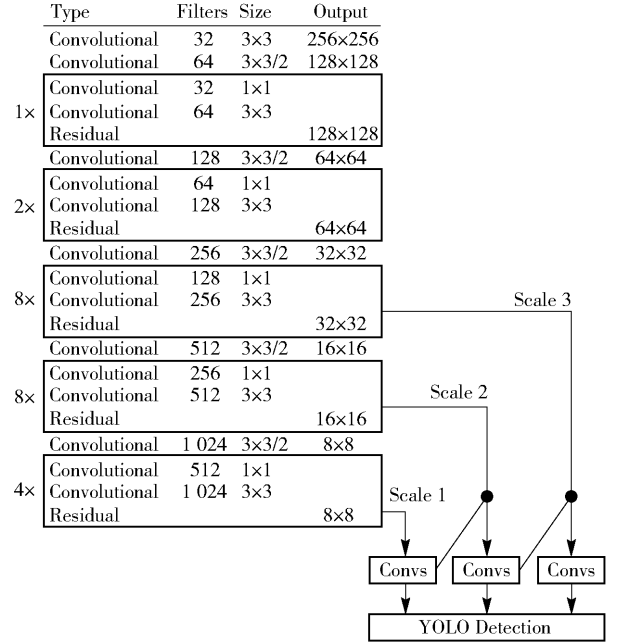 Type Filters Size Output
Convolutional 32 3×3 256×256
Convolutional 64 3×3/2 128×128
Convolutional 32 1×1
1× Convolutional 64 3×3
Residual 128×128
Convolutional 128 3×3/2 64×64
Convolutional 64 1×1
2× Convolutional 128 3×3
Residual 64×64
Convolutional 256 3×3/2 32×32
Convolutional 128 1×1
8× Convolutional 256 3×3
Scale 3
Residual 32×32
Convolutional 512 3×3/2 16×16
Convolutional 256 1×1
8× Convolutional 512 3×3
Scale 2
Residual 16×16
Convolutional 1 024 3×3/2 8×8
Convolutional 512 1×1
4× Convolutional 1 024 3×3
Scale 1
Residual 8×8
Convs Convs Convs
YOLO Detection